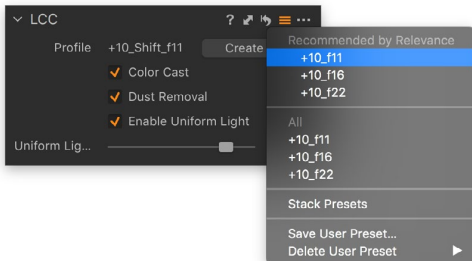 LCC
?
Profile +10_Shift_f11 Create
Color Cast
Dust Removal
Enable Uniform Light
Uniform Lig...
Recommended by Relevance
+10_f11
+10_f16
+10_f22
All
+10_f11
+10_f16
+10_f22
Stack Presets
Save User Preset...
Delete User Preset